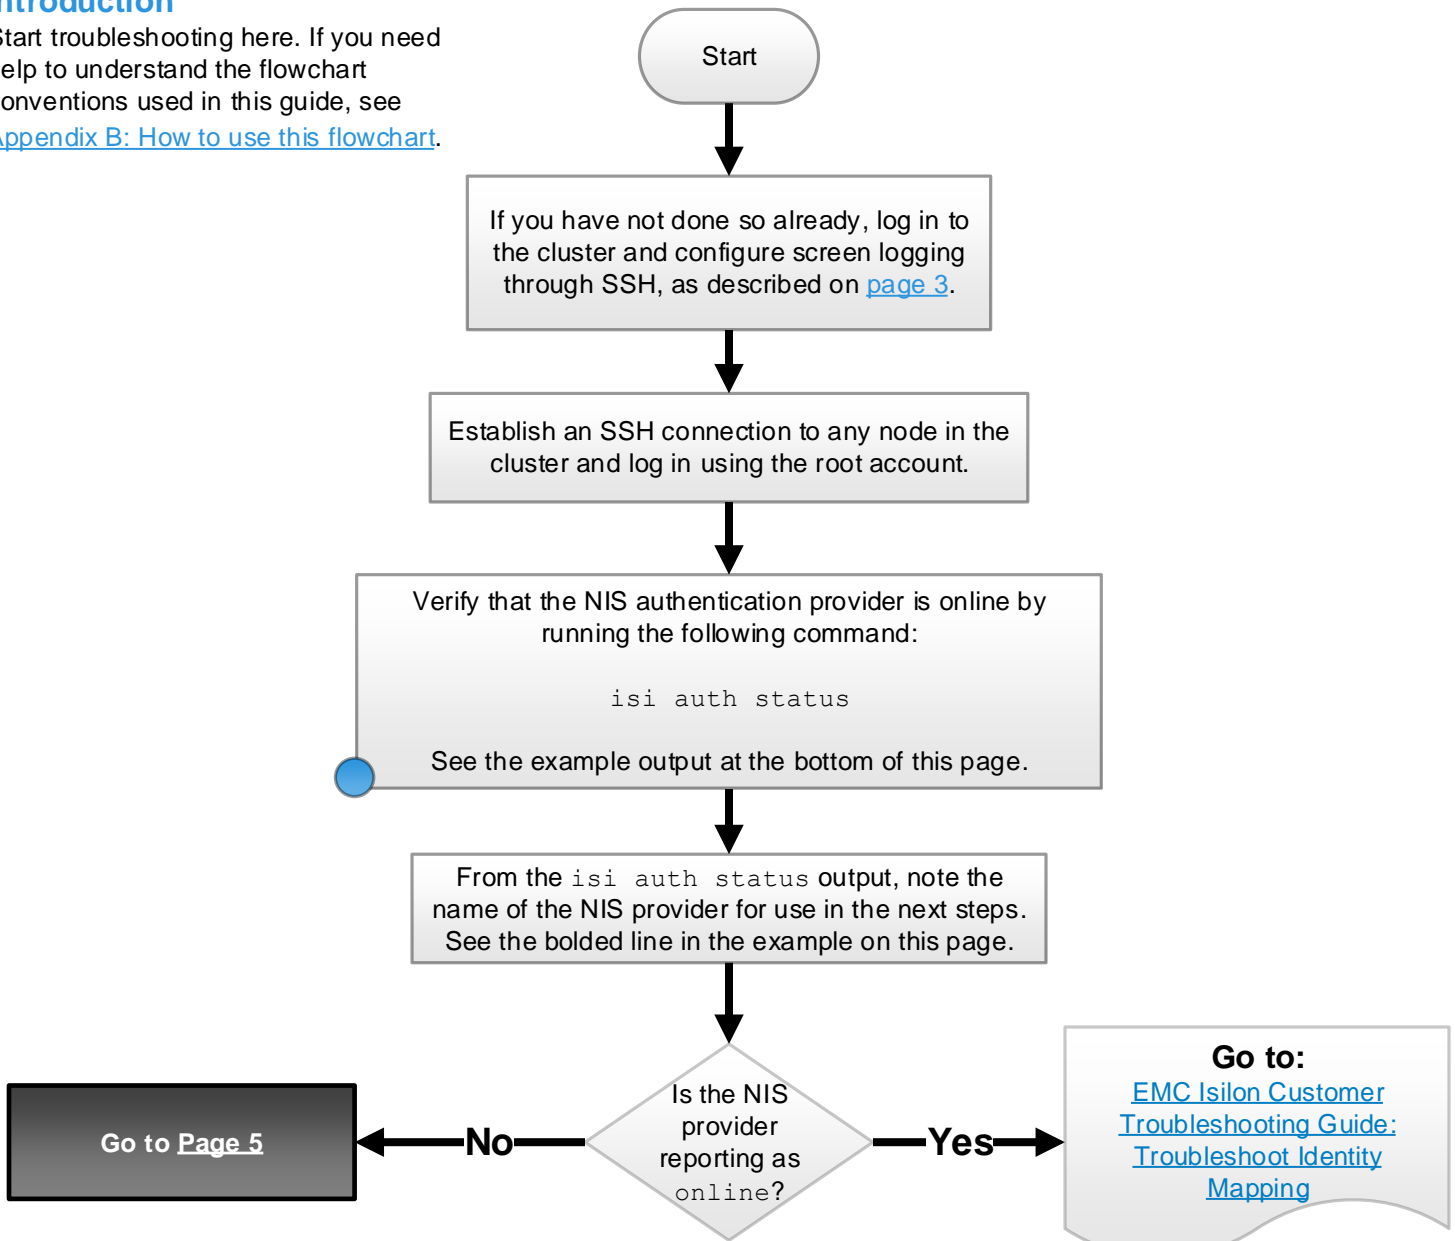 ntroduction
Start troubleshooting here. If you need
elp to understand the flowchart
onventions used in this guide, see
Appendix B: How to use this flowchart.
Start
If you have not done so already, log in to
the cluster and configure screen logging
through SSH, as described on page 3.
Establish an SSH connection to any node in the
cluster and log in using the root account.
Verify that the NIS authentication provider is online by
running the following command:
isi auth status
See the example output at the bottom of this page.
From the isi auth status output, note the
name of the NIS provider for use in the next steps.
See the bolded line in the example on this page.
Is the NIS
provider
reporting as
online?
No
Yes
Go to Page 5
Go to:
EMC Isilon Customer
Troubleshooting Guide:
Troubleshoot Identity
Mapping